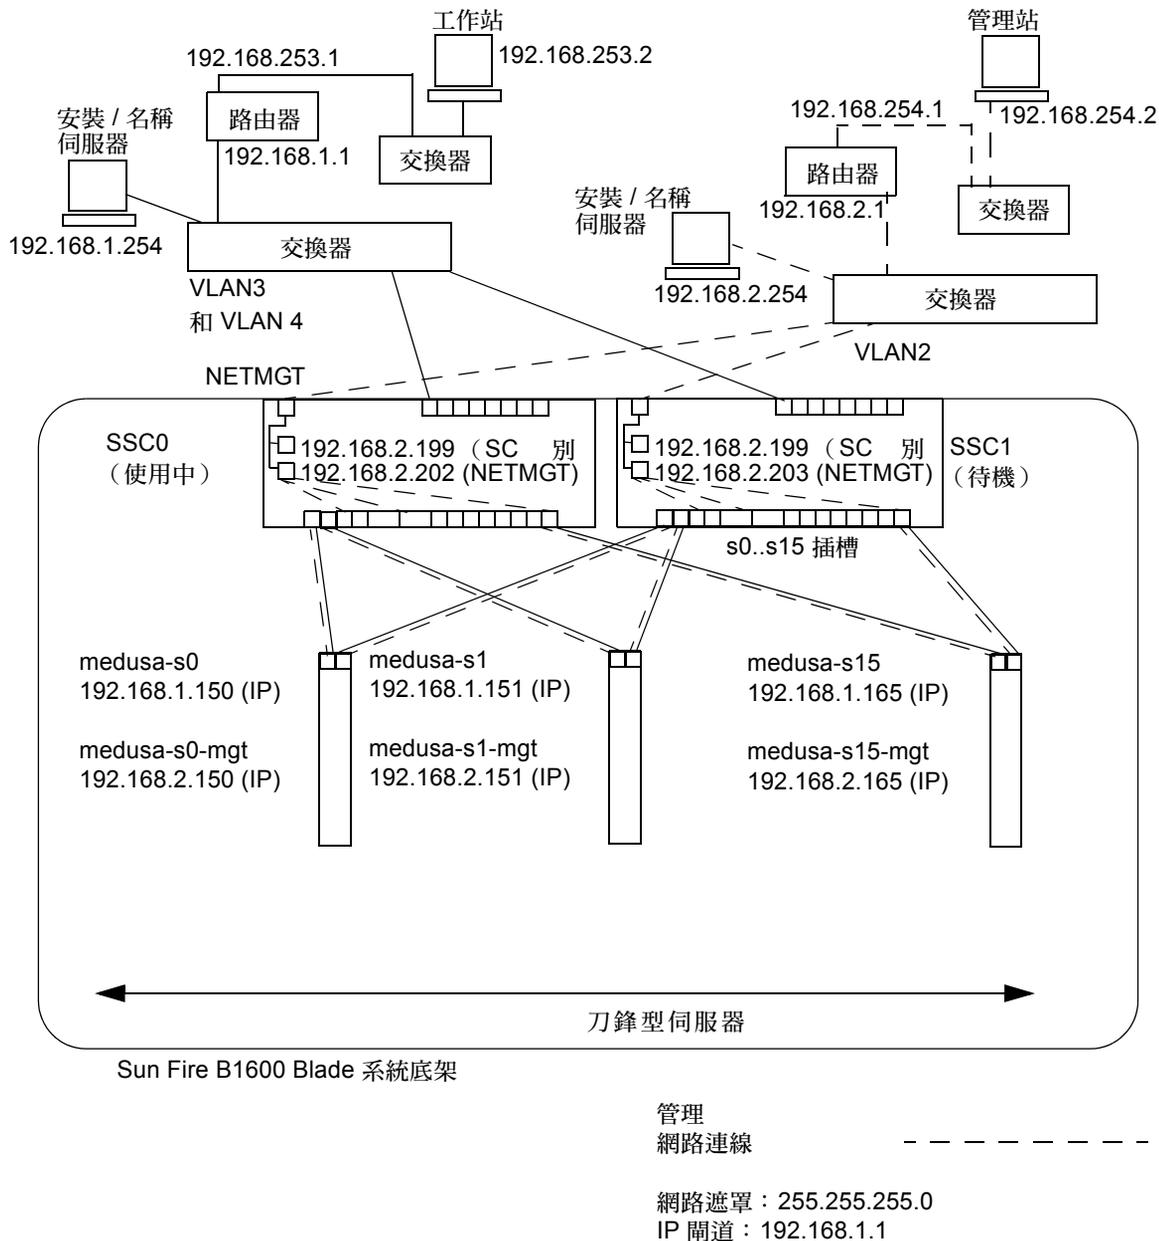 工作站
192.168.253.2
192.168.253.1
管理站
192.168.254.2
192.168.254.1
安裝 / 名稱
伺服器
路由器
192.168.1.1
交換器
192.168.1.254
交換器
VLAN3
和 VLAN 4
路由器
192.168.2.1
交換器
安裝 / 名稱
伺服器
192.168.2.254
交換器
VLAN2
NETMGT
SSC0
（使用中）
192.168.2.199（SC 別
192.168.2.202 (NETMGT)
192.168.2.199（SC 別
192.168.2.203 (NETMGT)
SSC1
（待機）
s0..s15 插槽
medusa-s0
192.168.1.150 (IP)
medusa-s0-mgt
192.168.2.150 (IP)
medusa-s1
192.168.1.151 (IP)
medusa-s1-mgt
192.168.2.151 (IP)
medusa-s15
192.168.1.165 (IP)
medusa-s15-mgt
192.168.2.165 (IP)
刀鋒型伺服器
Sun Fire B1600 Blade 系統底架
管理
網路連線
網路遮罩：255.255.255.0
IP 閘道：192.168.1.1